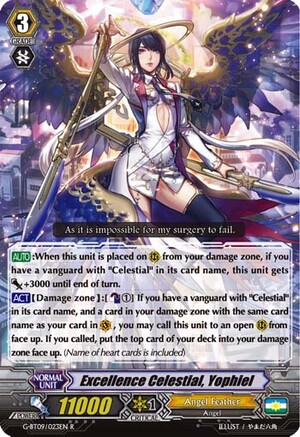 3
GRADE
As it is impossible for my surgery to fail.
AUTO:When this unit is placed on from your damage zone, if you
have a vanguard with "Celestial" in its card name, this unit gets
+3000 until end of turn.
ACT【Damage zone】:[①] If you have a vanguard with "Celestial"
in its card name, and a card in your damage zone with the same card
name as your card in , you may call this unit to an open from
face up. If you called, put the top card of your deck into your damage
zone face up. (Name of heart cards is included)
NORMAL
UNIT
Excellence Celestial, Yophiel
POWER
11000
1
CRITICAL
Angel Feather
Angel
G-BT09/023EN R
ILLUST / やまだ六角